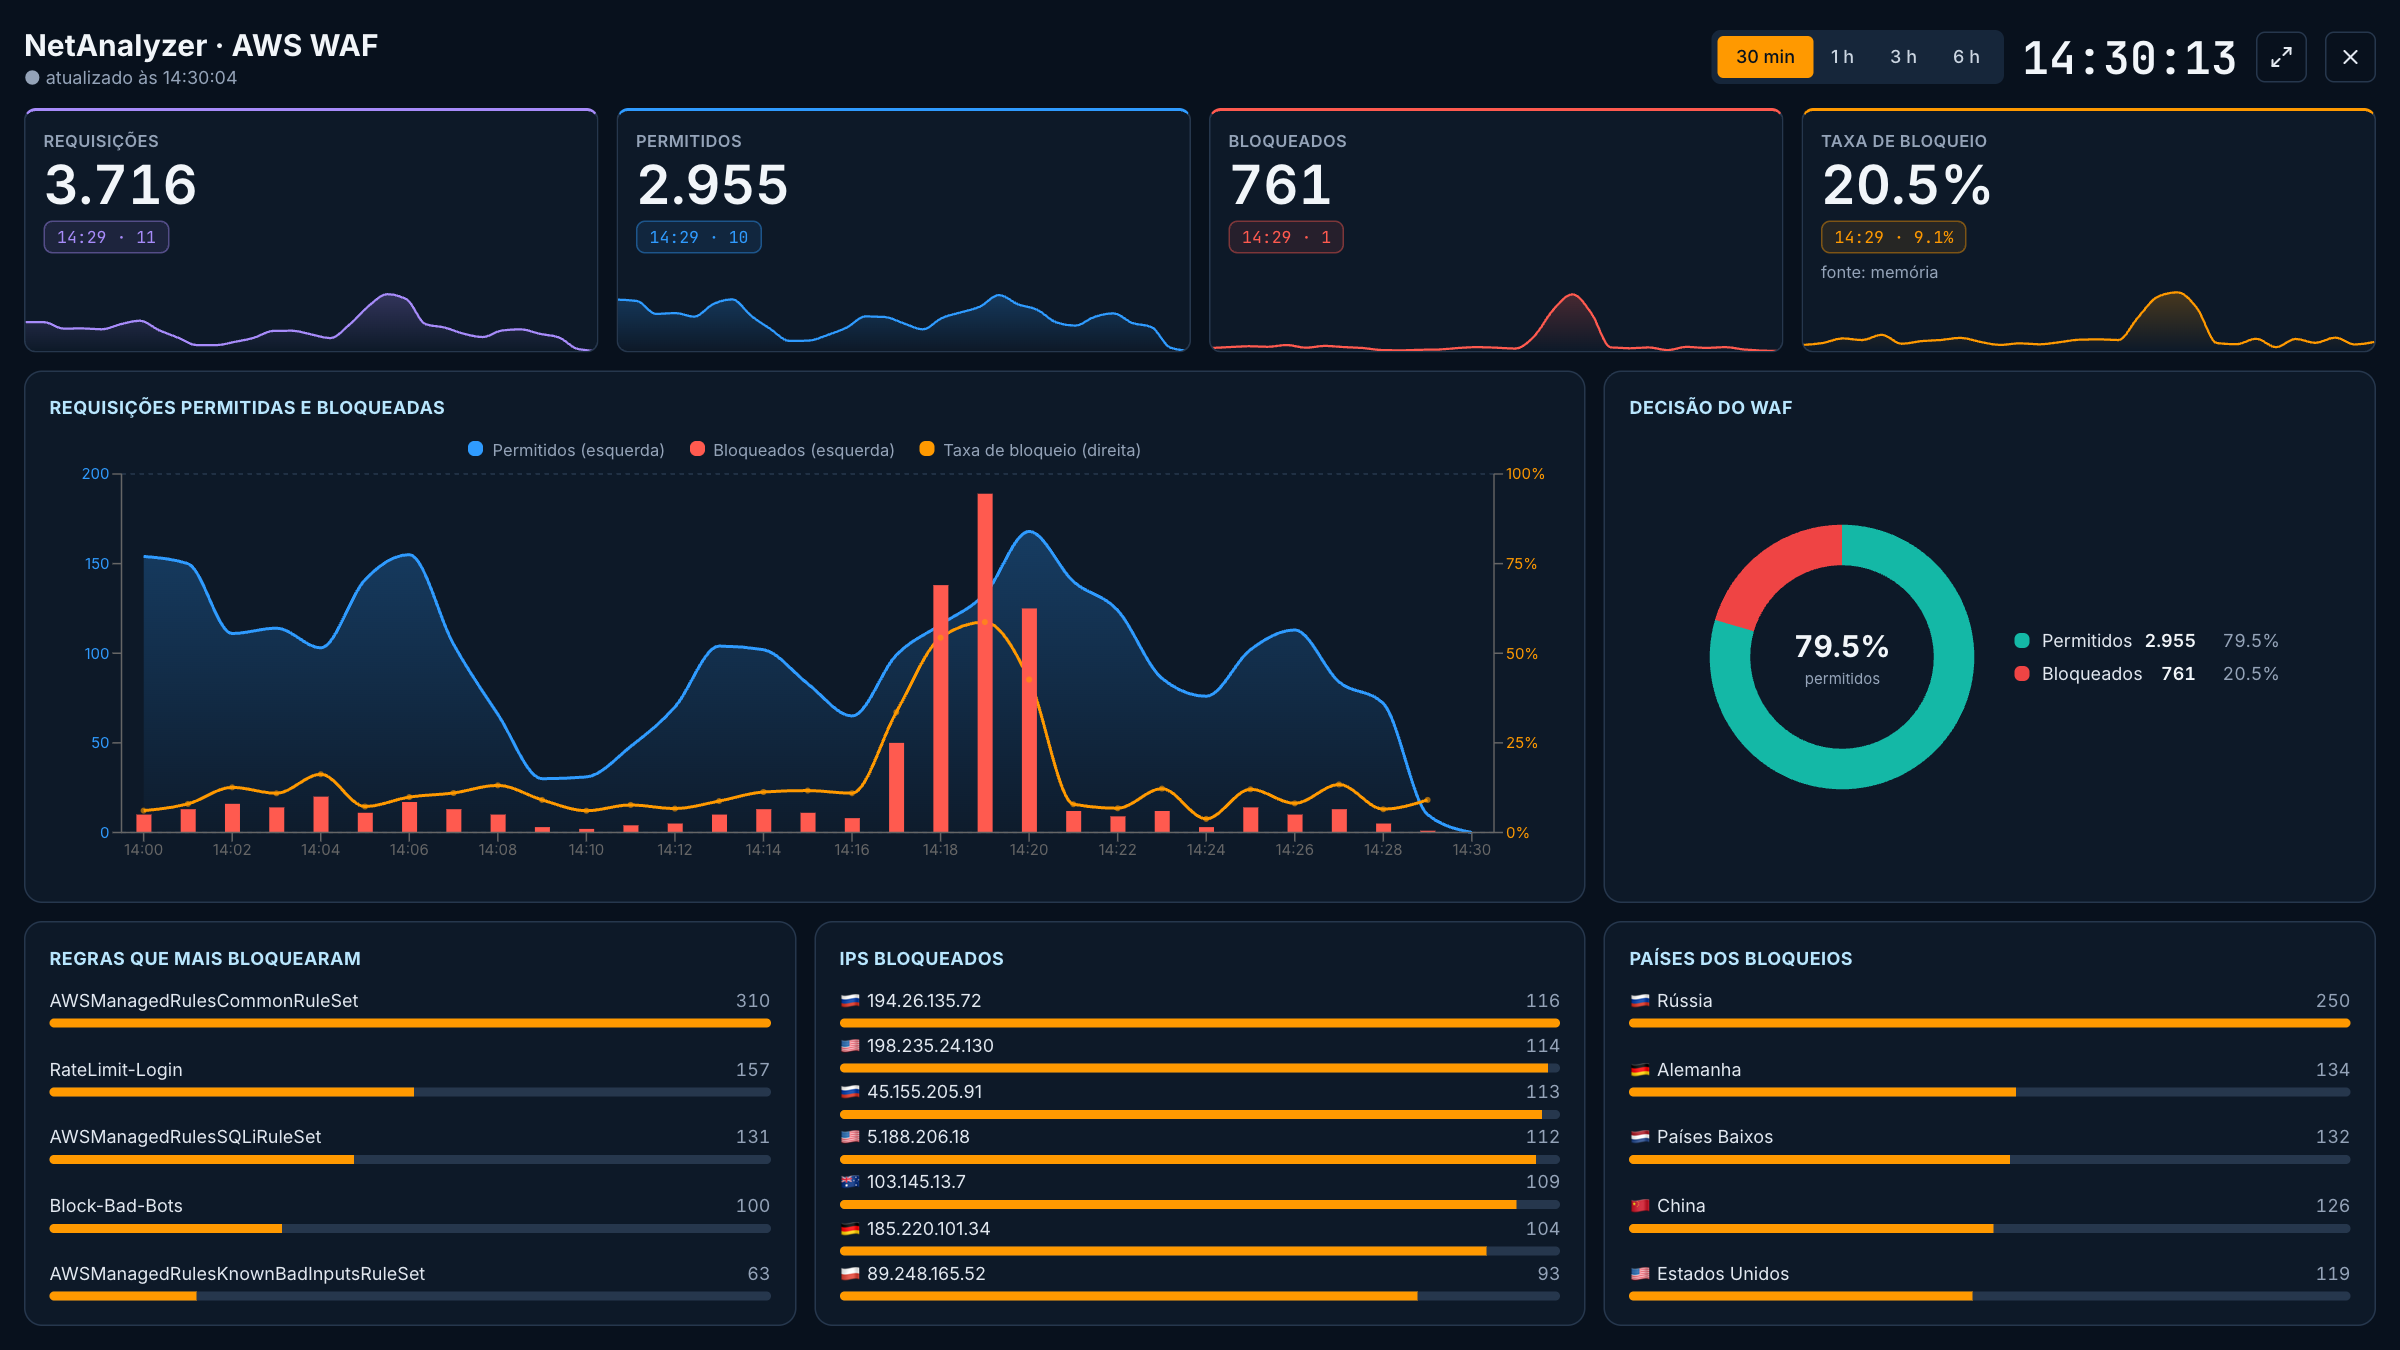 NetAnalyzer · AWS WAF
atualizado às 14:30:04
30 min 1 h 3 h 6 h
14:30:13
REQUISIÇÕES
3.716
14:29 · 11
PERMITIDOS
2.955
14:29 · 10
BLOQUEADOS
761
14:29 · 1
TAXA DE BLOQUEIO
20.5%
14:29 · 9.1%
fonte: memória
REQUISIÇÕES PERMITIDAS E BLOQUEADAS
Permitidos (esquerda) Bloqueados (esquerda) Taxa de bloqueio (direita)
200 100%
150 75%
100 50%
50 25%
0 0%
14:00 14:02 14:04 14:06 14:08 14:10 14:12 14:14 14:16 14:18 14:20 14:22 14:24 14:26 14:28 14:30
DECISÃO DO WAF
79.5%
permitidos
Permitidos 2.955 79.5%
Bloqueados 761 20.5%
REGRAS QUE MAIS BLOQUEARAM
AWSManagedRulesCommonRuleSet 310
RateLimit-Login 157
AWSManagedRulesSQLiRuleSet 131
Block-Bad-Bots 100
AWSManagedRulesKnownBadInputsRuleSet 63
IPS BLOQUEADOS
194.26.135.72 116
198.235.24.130 114
45.155.205.91 113
5.188.206.18 112
103.145.13.7 109
185.220.101.34 104
89.248.165.52 93
PAÍSES DOS BLOQUEIOS
Rússia 250
Alemanha 134
Países Baixos 132
China 126
Estados Unidos 119